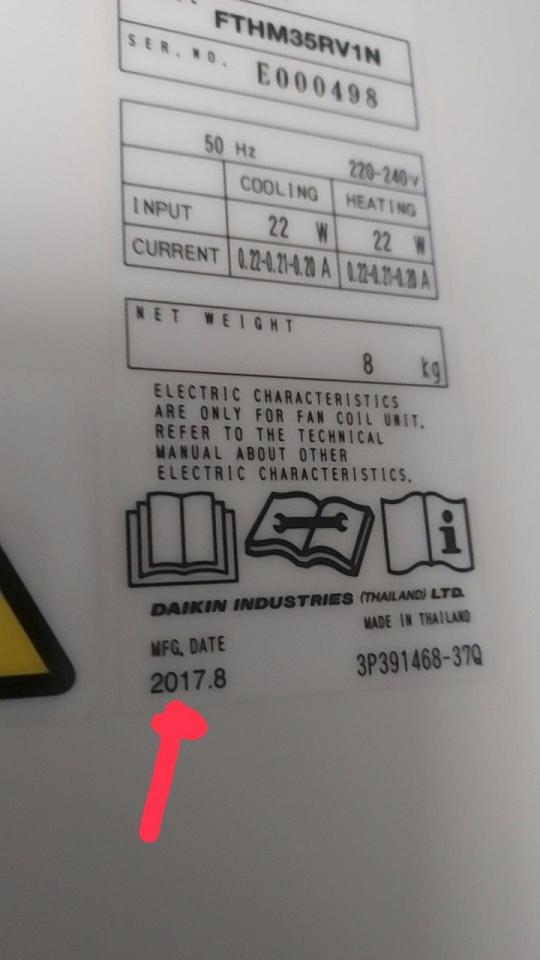 FTHM35RV1N
SER. NO. E000498
50 Hz 220-240V
COOLING HEATING
INPUT 22 W 22 W
CURRENT 0.22-0.21-0.20 A 0.22-0.21-0.20 A
NET WEIGHT
8 kg
ELECTRIC CHARACTERISTICS
ARE ONLY FOR FAN COIL UNIT.
REFER TO THE TECHNICAL
MANUAL ABOUT OTHER
ELECTRIC CHARACTERISTICS.
i
DAIKIN INDUSTRIES (THAILAND) LTD.
MADE IN THAILAND
MFG. DATE
2017.8
3P391468-37Q